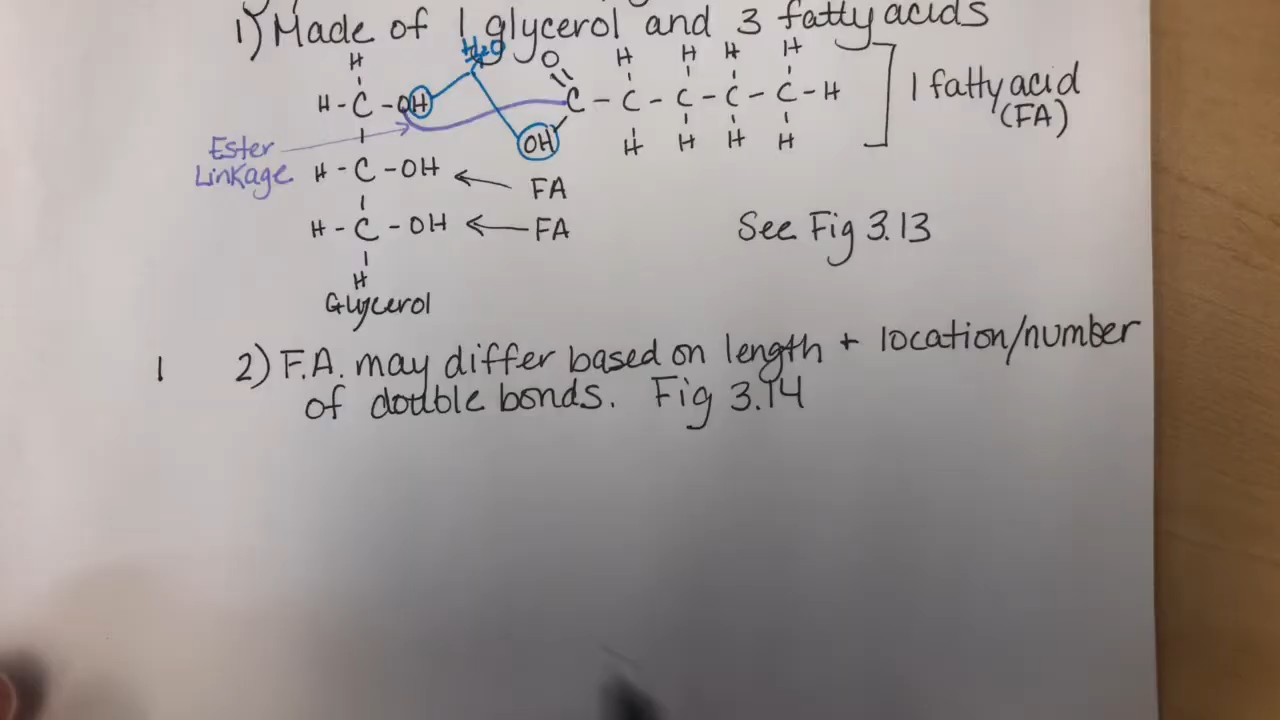 1) Made of 1 glycerol and 3 fatty acids
H₂O
H O H H H H
H - C - OH C - C - C - C - C - H
OH H H H H
1 fatty acid
(FA)
Ester
Linkage
H - C - OH ← FA
H - C - OH ← FA
H
Glycerol
See Fig 3.13
1 2) F.A. may differ based on length + location/number
of double bonds. Fig 3.14